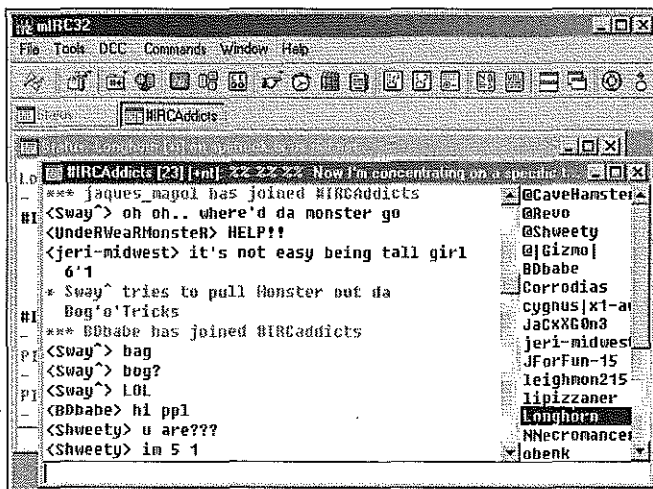 mIRC32
File Tools DCC Commands Window Help
Status #IRCAddicts
#IRCAddicts [23] [+nt]: %% %% %% Now I'm concentrating on a specific t...
*** jaques_magol has joined #IRCAddicts
<Sway^> oh oh.. where'd da monster go
<UndeRWeaRMonsteR> HELP!!
<jeri-midwest> it's not easy being tall girl
6'1
* Sway^ tries to pull Monster out da
Bog'o'Tricks
*** BDbabe has joined #IRCaddicts
<Sway^> bag
<Sway^> bog?
<Sway^> LOL
<BDbabe> hi ppl
<Shweety> u are???
<Shweety> im 5 1
@CaveHamster
@Revo
@Shweety
@|Gizmo|
BDbabe
Corrodias
cygnus|x1-a
JaCxXG0n3
jeri-midwest
JForFun-15
leighmon215
lipizzaner
Longhorn
NNecromancer
obenk